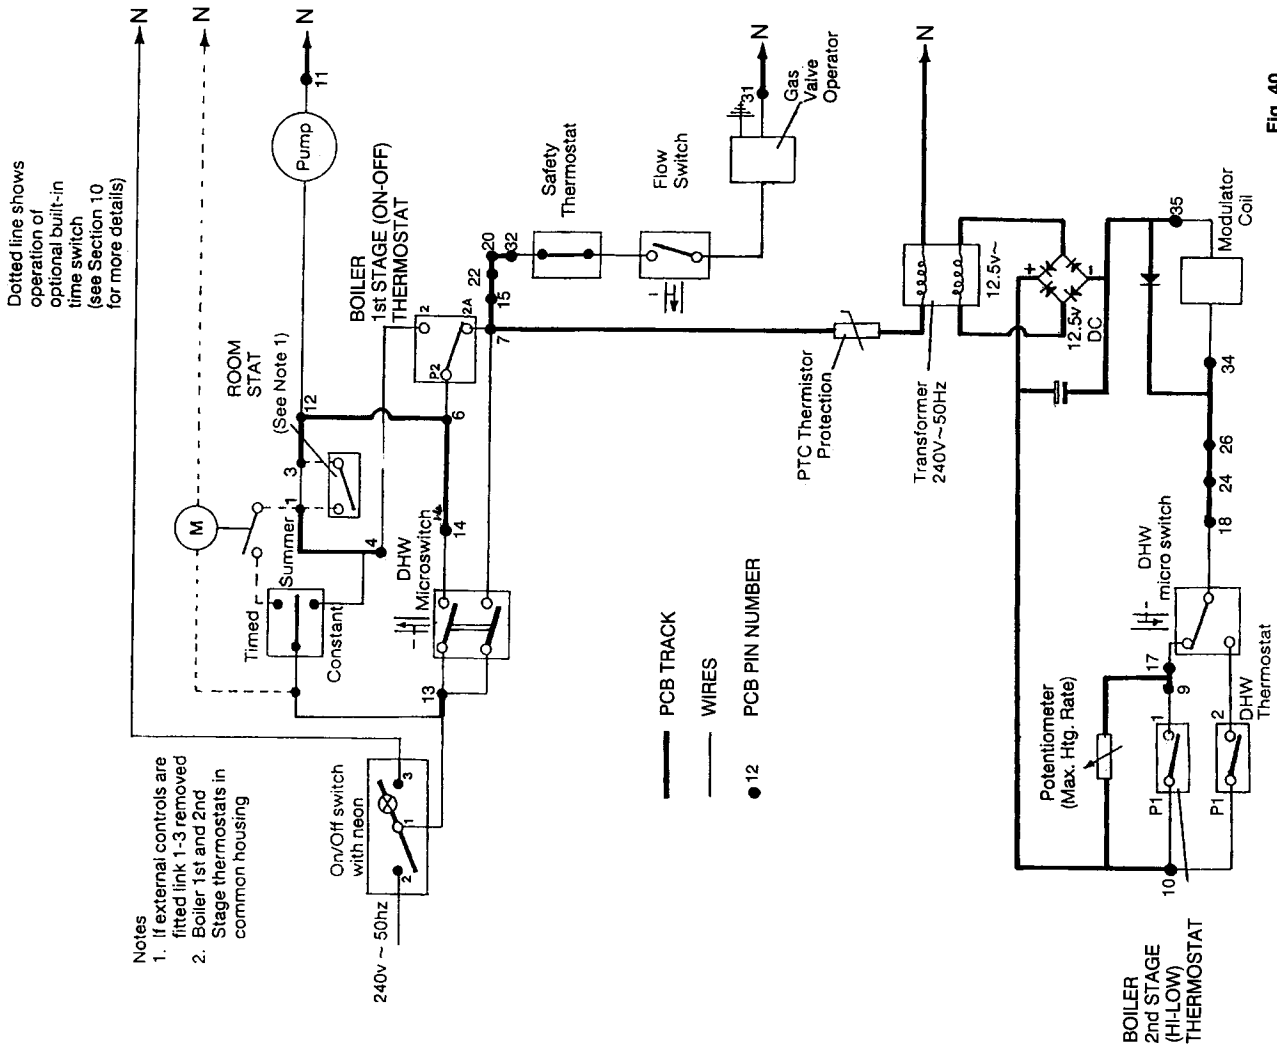 Dotted line shows
operation of
optional built-in
time switch
(see Section 10
for more details)
N
N
N
11
Pump
Notes
1. If external controls are
fitted link 1-3 removed
2. Boiler 1st and 2nd
Stage thermostats in
common housing
240v ~ 50hz
On/Off switch
with neon
2
1
3
13
Timed
Summer
Constant
M
4
1
3
12
ROOM
STAT
(See Note 1)
DHW
Microswitch
14
6
BOILER
1st STAGE (ON-OFF)
THERMOSTAT
P2
2
2A
7
15
22
20
32
Safety
Thermostat
Flow
Switch
31
N
Gas
Valve
Operator
PTC Thermistor
Protection
Transformer
240V~50Hz
N
12.5v~
12.5v
DC
+
-
35
Modulator
Coil
34
26
24
18
DHW
micro switch
17
9
DHW
Thermostat
1
2
P1
P1
10
Potentiometer
(Max. Htg. Rate)
BOILER
2nd STAGE
(HI-LOW)
THERMOSTAT
PCB TRACK
WIRES
12 PCB PIN NUMBER
Fig. 40